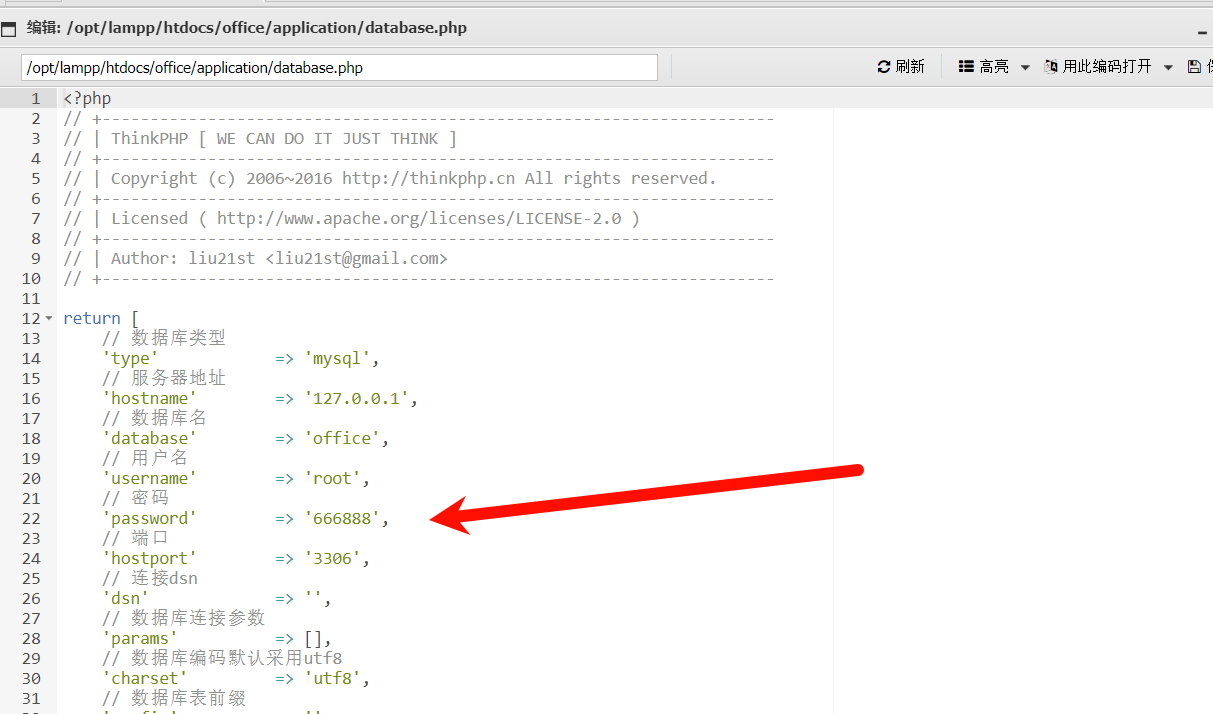 编辑: /opt/lampp/htdocs/office/application/database.php
/opt/lampp/htdocs/office/application/database.php 刷新 高亮 用此编码打开
1 <?php
2 // +----------------------------------------------------------------------
3 // | ThinkPHP [ WE CAN DO IT JUST THINK ]
4 // +----------------------------------------------------------------------
5 // | Copyright (c) 2006~2016 http://thinkphp.cn All rights reserved.
6 // +----------------------------------------------------------------------
7 // | Licensed ( http://www.apache.org/licenses/LICENSE-2.0 )
8 // +----------------------------------------------------------------------
9 // | Author: liu21st <liu21st@gmail.com>
10 // +----------------------------------------------------------------------
11
12 return [
13 // 数据库类型
14 'type' => 'mysql',
15 // 服务器地址
16 'hostname' => '127.0.0.1',
17 // 数据库名
18 'database' => 'office',
19 // 用户名
20 'username' => 'root',
21 // 密码
22 'password' => '666888',
23 // 端口
24 'hostport' => '3306',
25 // 连接dsn
26 'dsn' => '',
27 // 数据库连接参数
28 'params' => [],
29 // 数据库编码默认采用utf8
30 'charset' => 'utf8',
31 // 数据库表前缀